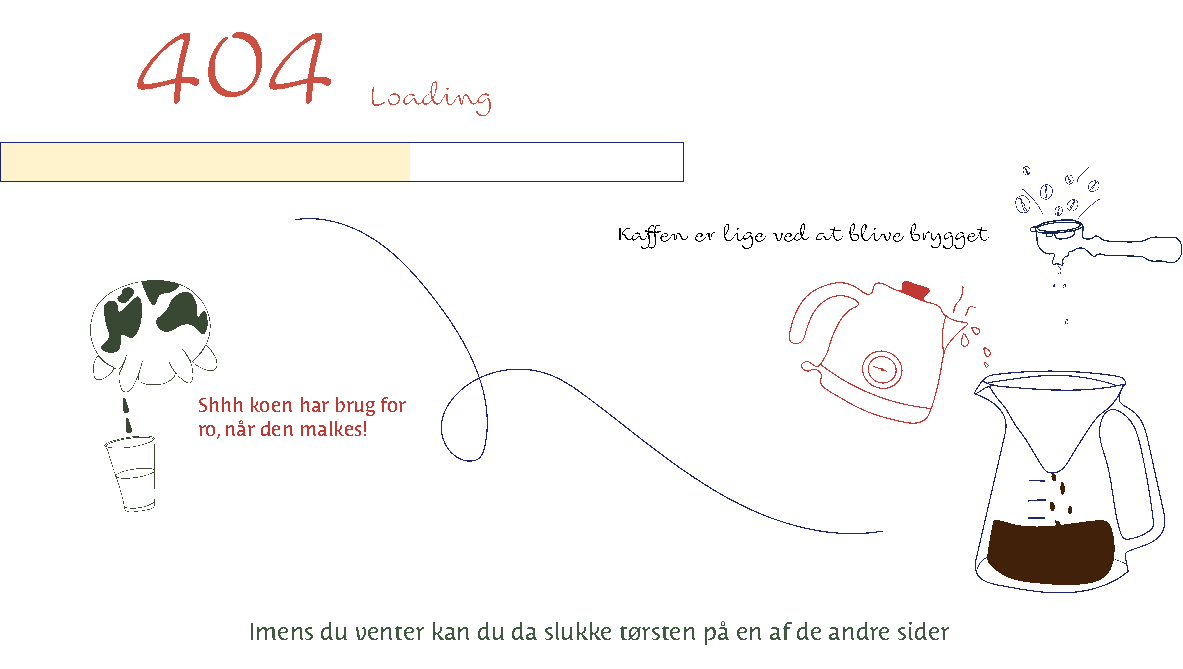 404
Loading
Kaffen er lige ved at blive brygget
Shhh koen har brug for
ro, når den malkes!
Imens du venter kan du da slukke tørsten på en af de andre sider